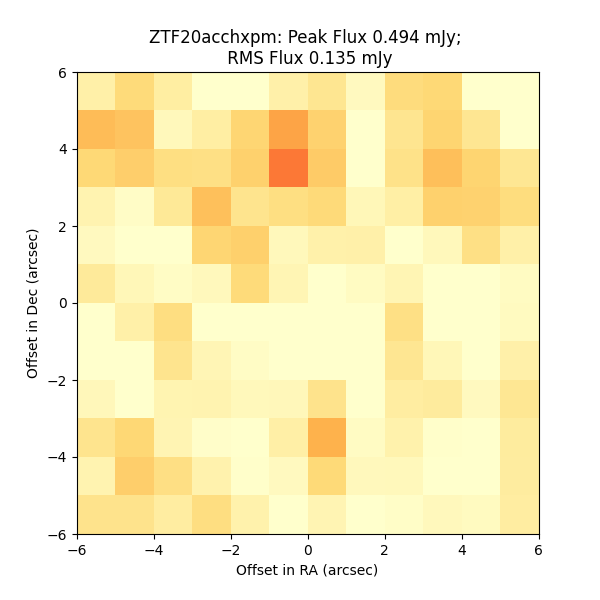 ZTF20acchxpm: Peak Flux 0.494 mJy;
RMS Flux 0.135 mJy
6
4
2
0
−2
−4
−6
Offset in Dec (arcsec)
−6 −4 −2 0 2 4 6
Offset in RA (arcsec)